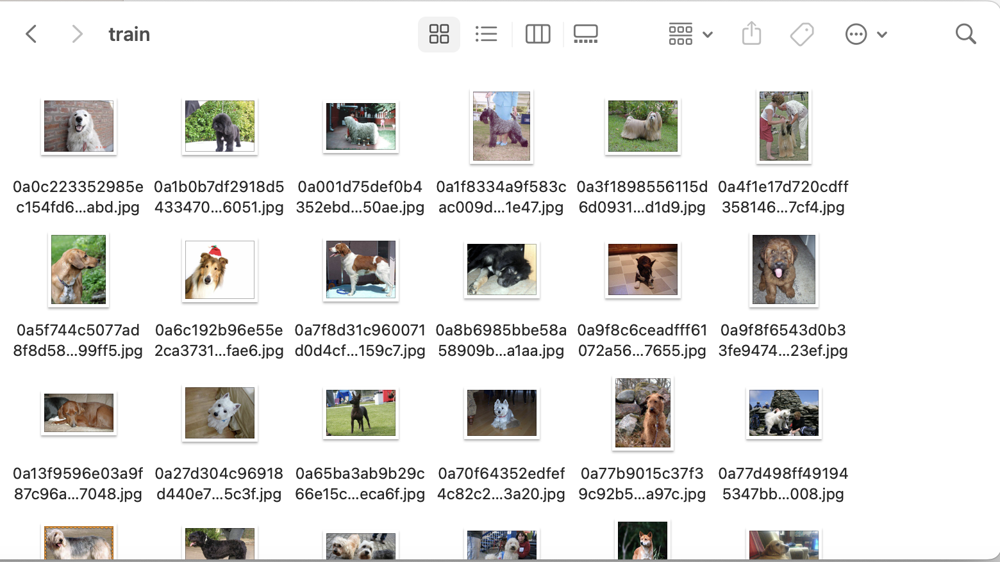 train
0a0c223352985e
c154fd6...abd.jpg
0a1b0b7df2918d5
433470...6051.jpg
0a001d75def0b4
352ebd...50ae.jpg
0a1f8334a9f583c
ac009d...1e47.jpg
0a3f1898556115d
6d0931...d1d9.jpg
0a4f1e17d720cdff
358146...7cf4.jpg
0a5f744c5077ad
8f8d58...99ff5.jpg
0a6c192b96e55e
2ca3731...fae6.jpg
0a7f8d31c960071
d0d4cf...159c7.jpg
0a8b6985bbe58a
58909b...a1aa.jpg
0a9f8c6ceadfff61
072a56...7655.jpg
0a9f8f6543d0b3
3fe9474...23ef.jpg
0a13f9596e03a9f
87c96a...7048.jpg
0a27d304c96918
d440e7...5c3f.jpg
0a65ba3ab9b29c
66e15c...eca6f.jpg
0a70f64352edfef
4c82c2...3a20.jpg
0a77b9015c37f3
9c92b5...a97c.jpg
0a77d498ff49194
5347bb...008.jpg